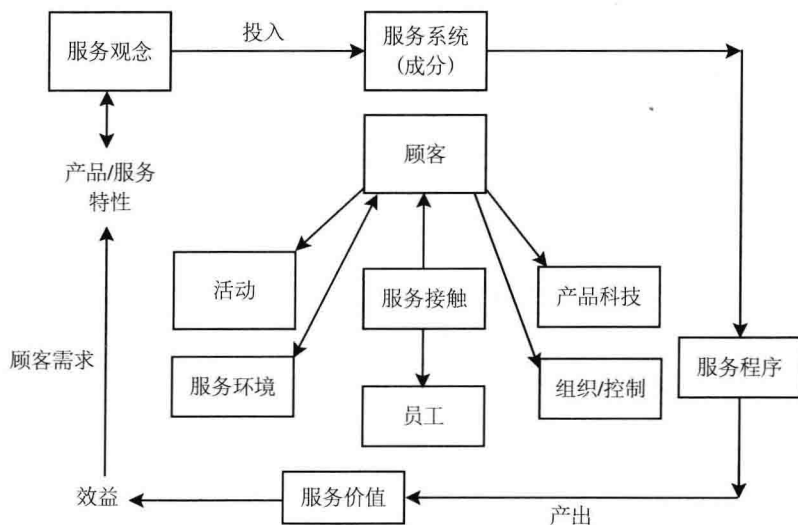 服务观念
投入
服务系统
(成分)
顾客
产品/服务
特性
活动
服务接触
产品科技
顾客需求
服务环境
员工
组织/控制
服务程序
效益
服务价值
产出